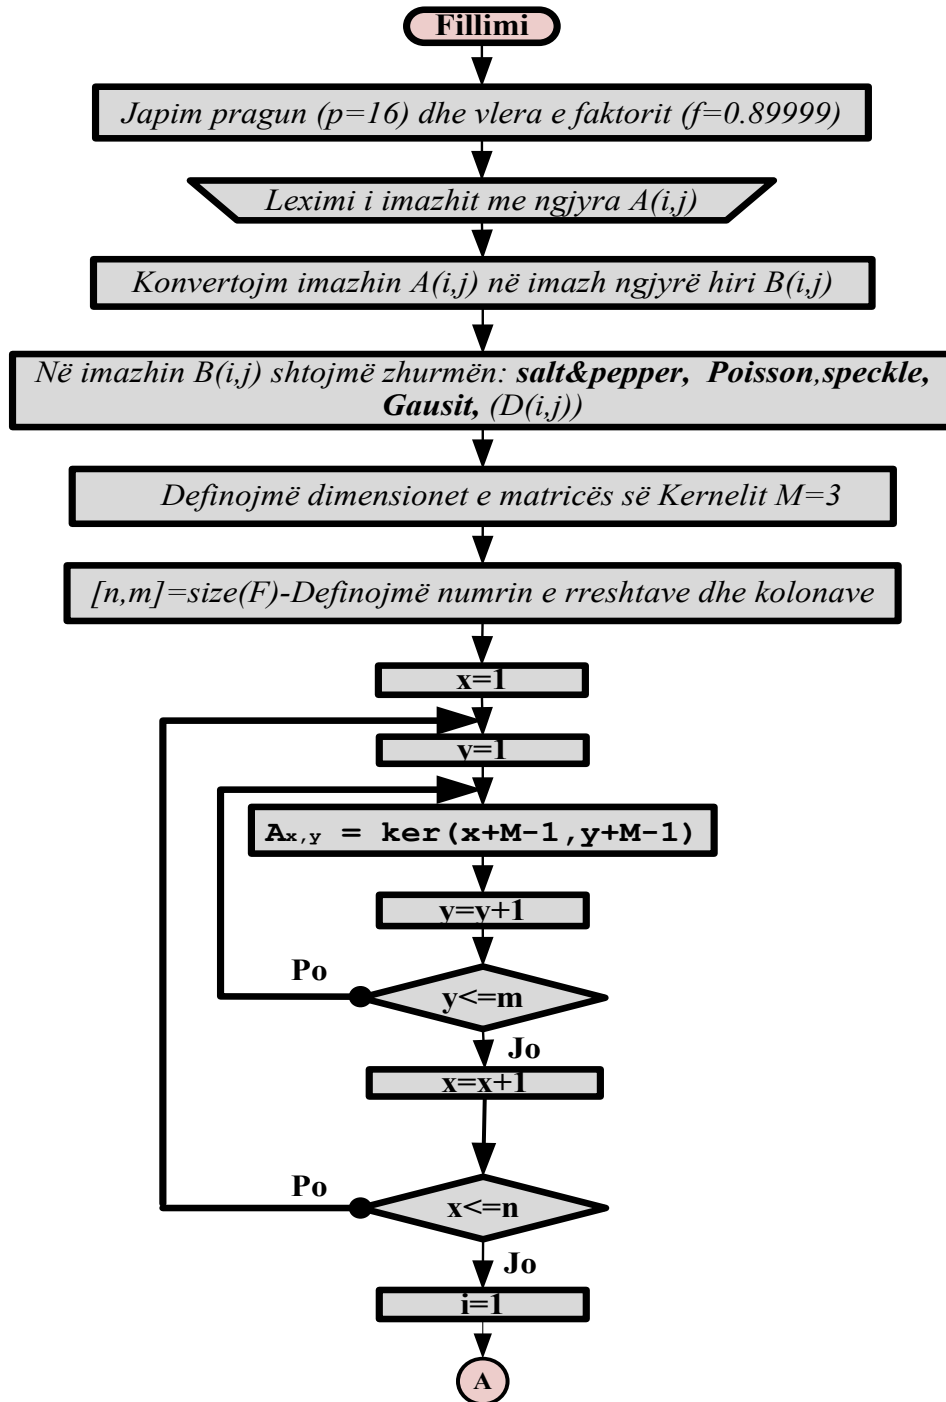 Fillimi
Japim pragun (p=16) dhe vlera e faktorit (f=0.89999)
Leximi i imazhit me ngjyra A(i,j)
Konvertojm imazhin A(i,j) në imazh ngjyrë hiri B(i,j)
Në imazhin B(i,j) shtojmë zhurmën: salt&pepper, Poisson,speckle,
Gausit, (D(i,j))
Definojmë dimensionet e matricës së Kernelit M=3
[n,m]=size(F)-Definojmë numrin e rreshtave dhe kolonave
x=1
y=1
Ax,y = ker(x+M-1,y+M-1)
y=y+1
Po
y<=m
Jo
x=x+1
Po
x<=n
Jo
i=1
A